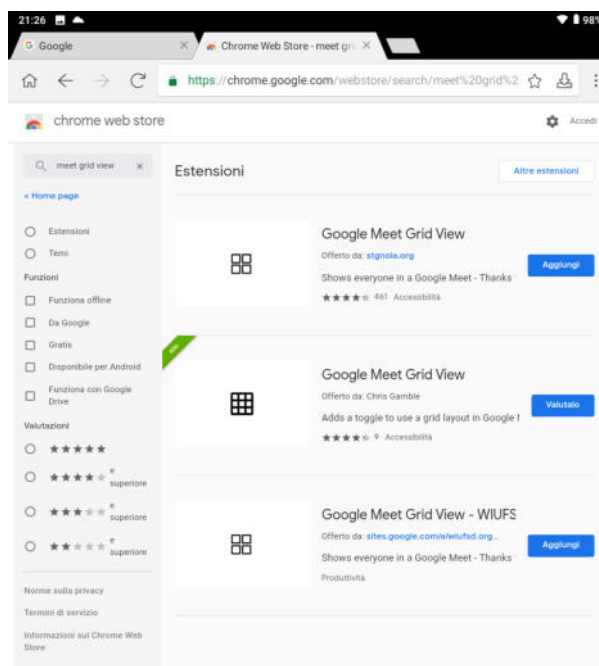 21:26
98%
Google
Chrome Web Store - meet gri
https://chrome.google.com/webstore/search/meet%20grid%2
chrome web store
Accedi
meet grid view
« Home page
Estensioni
Temi
Funzioni
Funziona offline
Da Google
Gratis
Disponibile per Android
Funziona con Google
Drive
Valutazioni
e
superiore
e
superiore
e
superiore
Norme sulla privacy
Termini di servizio
Informazioni sul Chrome Web
Store
Estensioni
Altre estensioni
Google Meet Grid View
Offerto da: stgnola.org
Shows everyone in a Google Meet - Thanks
461 Accessibilità
Aggiungi
Google Meet Grid View
Offerto da: Chris Gamble
Adds a toggle to use a grid layout in Google
9 Accessibilità
Valutalo
Google Meet Grid View - WIUFS
Offerto da: sites.google.com/a/wiufsd.org...
Shows everyone in a Google Meet - Thanks
Produttività
Aggiungi